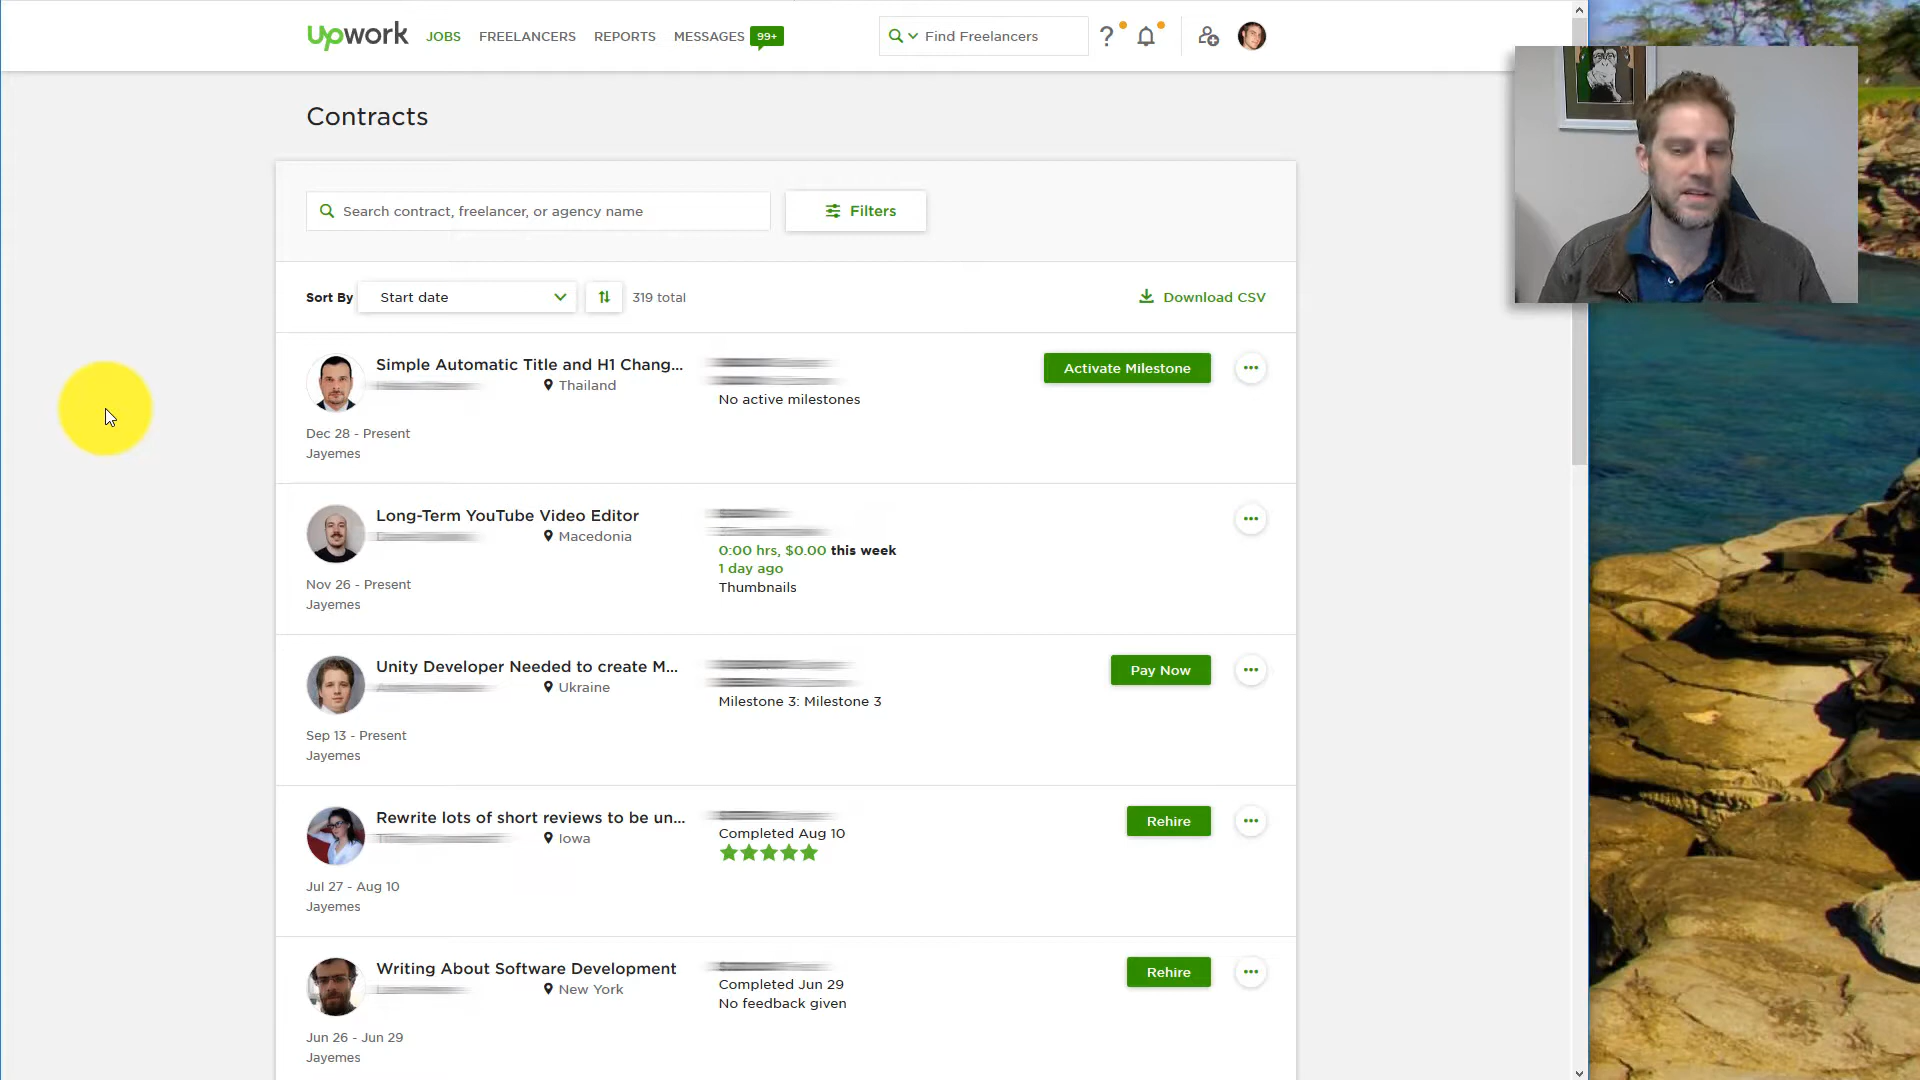 upwork JOBS FREELANCERS REPORTS MESSAGES 99+ Find Freelancers ?
Contracts
Search contract, freelancer, or agency name Filters
Sort By Start date 319 total Download CSV
Simple Automatic Title and H1 Chang... Activate Milestone
Thailand
No active milestones
Dec 28 - Present
Jayemes
Long-Term YouTube Video Editor
Macedonia
0:00 hrs, $0.00 this week
1 day ago
Thumbnails
Nov 26 - Present
Jayemes
Unity Developer Needed to create M... Pay Now
Ukraine
Milestone 3: Milestone 3
Sep 13 - Present
Jayemes
Rewrite lots of short reviews to be un... Rehire
Iowa
Completed Aug 10
Jul 27 - Aug 10
Jayemes
Writing About Software Development Rehire
New York
Completed Jun 29
No feedback given
Jun 26 - Jun 29
Jayemes